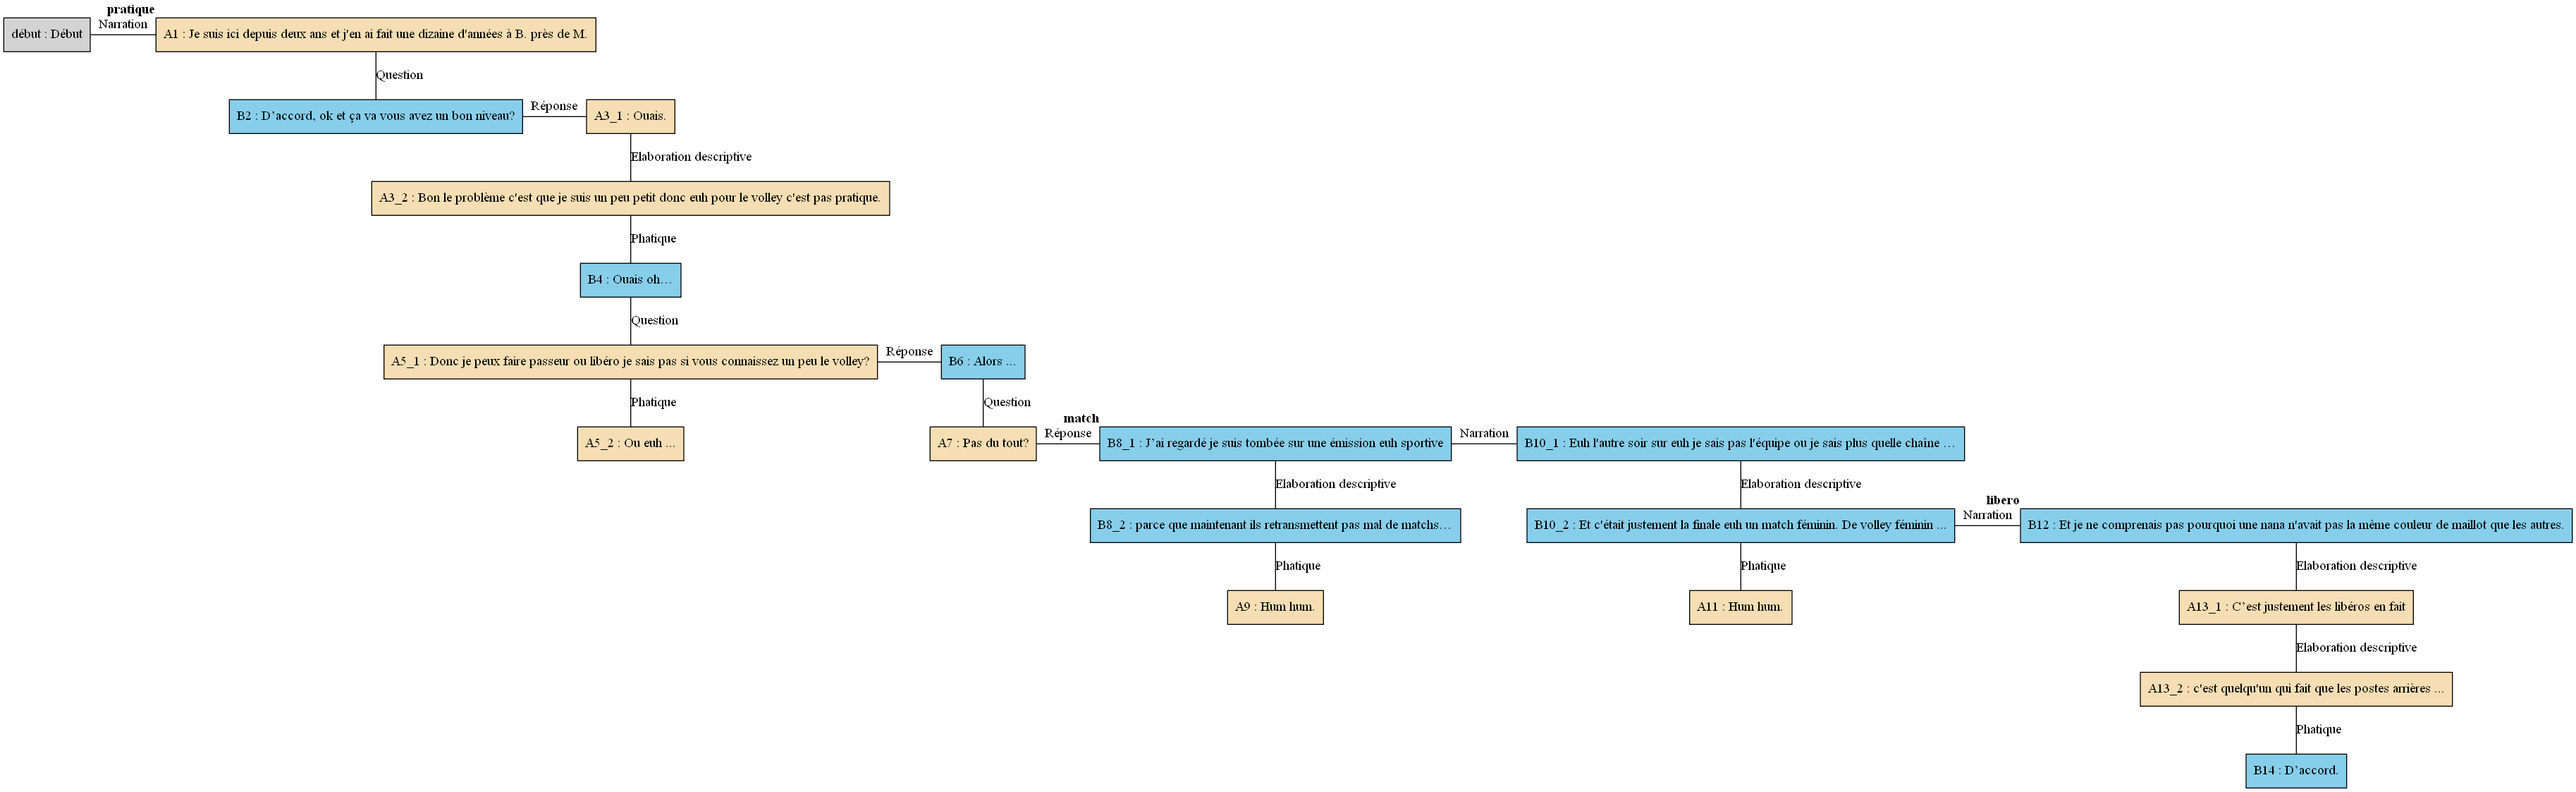 pratique
Narration
début : Début
A1 : Je suis ici depuis deux ans et j'en ai fait une dizaine d'années à B. près de M.
Question
B2 : D’accord, ok et ça va vous avez un bon niveau?
Réponse
A3_1 : Ouais.
Elaboration descriptive
A3_2 : Bon le problème c'est que je suis un peu petit donc euh pour le volley c'est pas pratique.
Phatique
B4 : Ouais oh…
Question
A5_1 : Donc je peux faire passeur ou libéro je sais pas si vous connaissez un peu le volley?
Réponse
B6 : Alors ...
Phatique
Question
A5_2 : Ou euh ...
A7 : Pas du tout?
match
Réponse
B8_1 : J’ai regardé je suis tombée sur une émission euh sportive
Narration
B10_1 : Euh l'autre soir sur euh je sais pas l'équipe ou je sais plus quelle chaîne …
Elaboration descriptive
Elaboration descriptive
B8_2 : parce que maintenant ils retransmettent pas mal de matchs…
B10_2 : Et c'était justement la finale euh un match féminin. De volley féminin ...
libero
Narration
B12 : Et je ne comprenais pas pourquoi une nana n'avait pas la même couleur de maillot que les autres.
Phatique
Phatique
Elaboration descriptive
A9 : Hum hum.
A11 : Hum hum.
A13_1 : C’est justement les libéros en fait
Elaboration descriptive
A13_2 : c'est quelqu'un qui fait que les postes arrières ...
Phatique
B14 : D’accord.